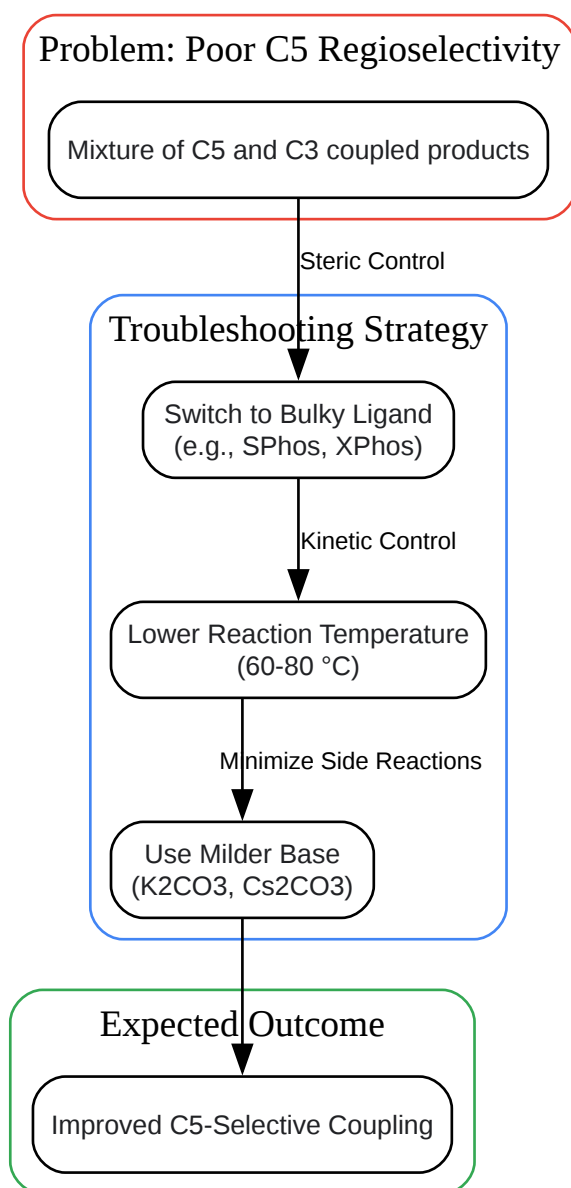 Problem: Poor C5 Regioselectivity
Mixture of C5 and C3 coupled products
Steric Control
Troubleshooting Strategy
Switch to Bulky Ligand
(e.g., SPhos, XPhos)
Kinetic Control
Lower Reaction Temperature
(60-80 °C)
Minimize Side Reactions
Use Milder Base
(K2CO3, Cs2CO3)
Expected Outcome
Improved C5-Selective Coupling